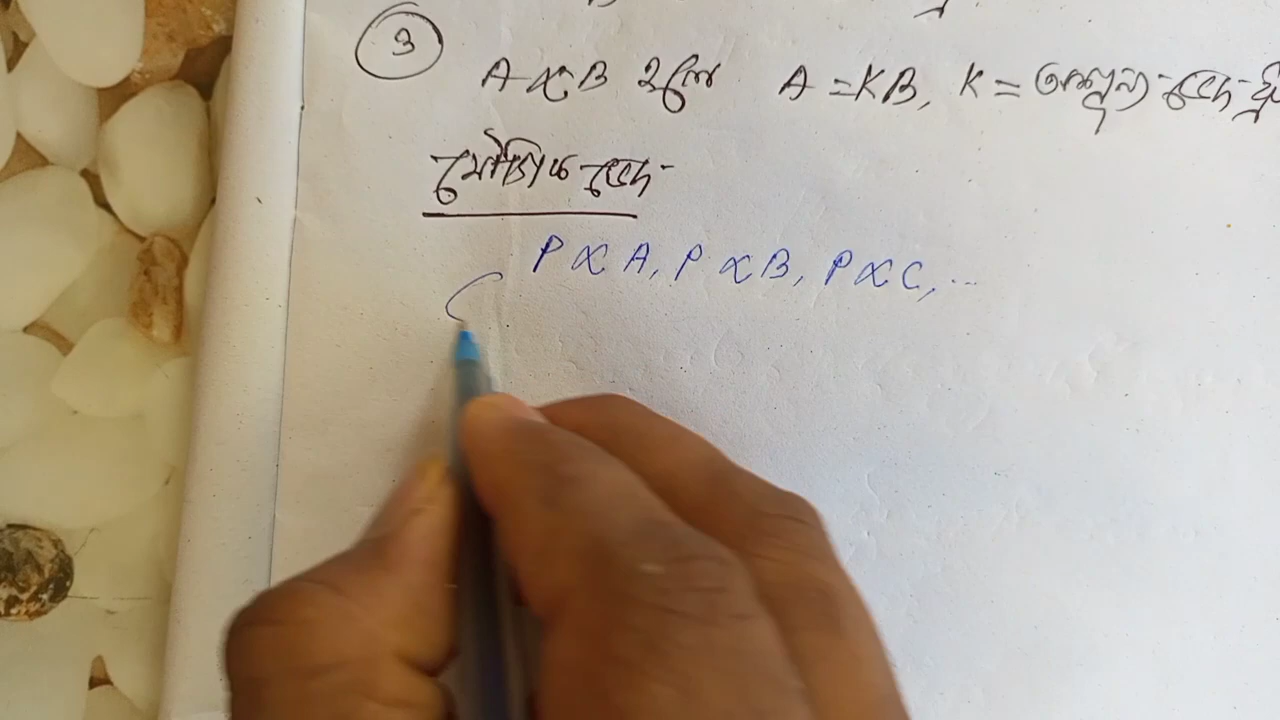 3
A ∝ B হলে A = KB, K = অশূন্য ভেদ
যৌগিক ভেদ
P ∝ A, P ∝ B, P ∝ C, ...